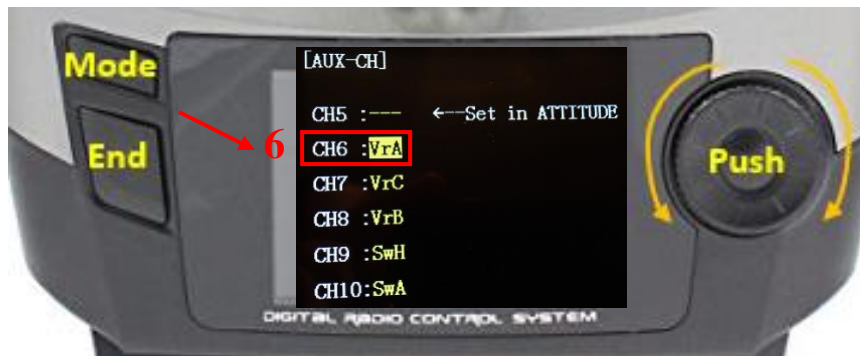 Mode
End
[AUX-CH]
CH5 :--- ←--Set in ATTITUDE
6
CH6 :VrA
CH7 :VrC
CH8 :VrB
CH9 :SwH
CH10:SwA
Push
DIGITAL RADIO CONTROL SYSTEM